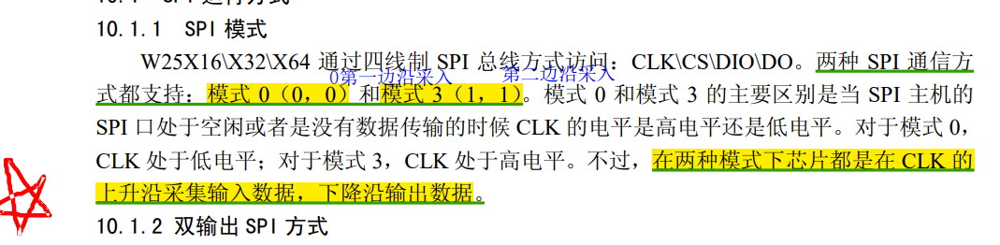 10.1.1 SPI 模式
W25X16\X32\X64 通过四线制 SPI 总线方式访问：CLK\CS\DIO\DO。两种 SPI 通信方
0第一边沿采入
第二边沿采入
式都支持：模式 0（0，0）和模式 3（1，1）。模式 0 和模式 3 的主要区别是当 SPI 主机的
SPI 口处于空闲或者是没有数据传输的时候 CLK 的电平是高电平还是低电平。对于模式 0，
CLK 处于低电平；对于模式 3，CLK 处于高电平。不过，在两种模式下芯片都是在 CLK 的
上升沿采集输入数据，下降沿输出数据。
10.1.2 双输出 SPI 方式